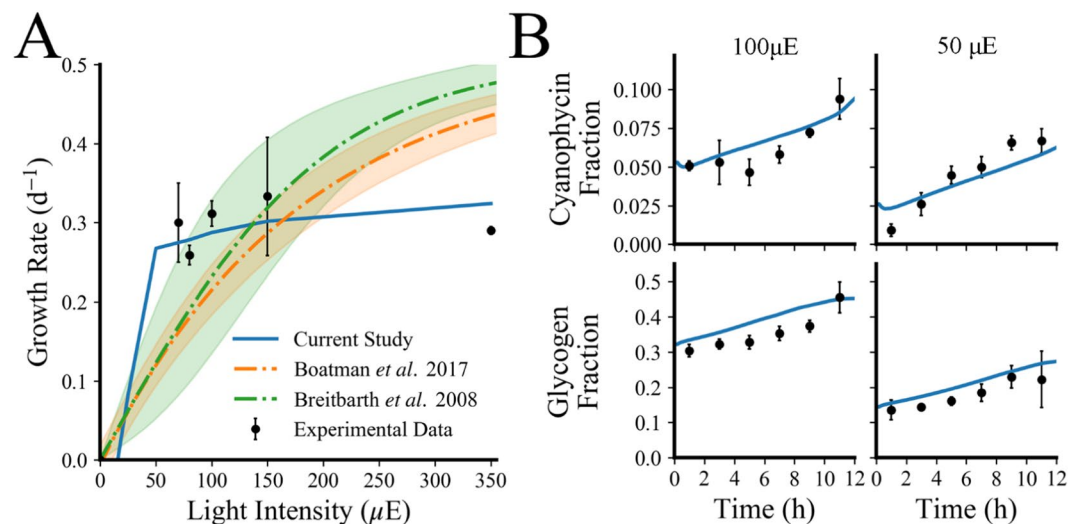 A
0.5
0.4
0.3
0.2
0.1
0.0
Growth Rate (d⁻¹)
Current Study
Boatman et al. 2017
Breitbarth et al. 2008
Experimental Data
0 50 100 150 200 250 300 350
Light Intensity (μE)
B
100μE
50 μE
Cyanophycin
Fraction
0.100
0.075
0.050
0.025
0.000
Glycogen
Fraction
0.5
0.4
0.3
0.2
0.1
0.0
0 2 4 6 8 10 12
0 2 4 6 8 10 12
Time (h)
Time (h)